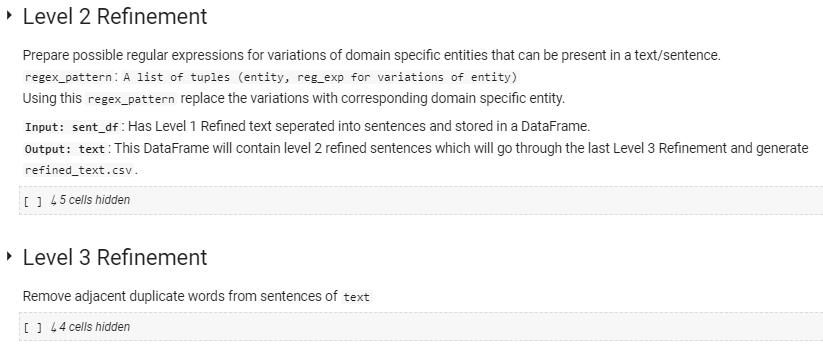 Level 2 Refinement
Prepare possible regular expressions for variations of domain specific entities that can be present in a text/sentence.
regex_pattern: A list of tuples (entity, reg_exp for variations of entity)
Using this regex_pattern replace the variations with corresponding domain specific entity.
Input: sent_df: Has Level 1 Refined text seperated into sentences and stored in a DataFrame.
Output: text: This DataFrame will contain level 2 refined sentences which will go through the last Level 3 Refinement and generate
refined_text.csv.
[ ] ↳ 5 cells hidden
Level 3 Refinement
Remove adjacent duplicate words from sentences of text
[ ] ↳ 4 cells hidden